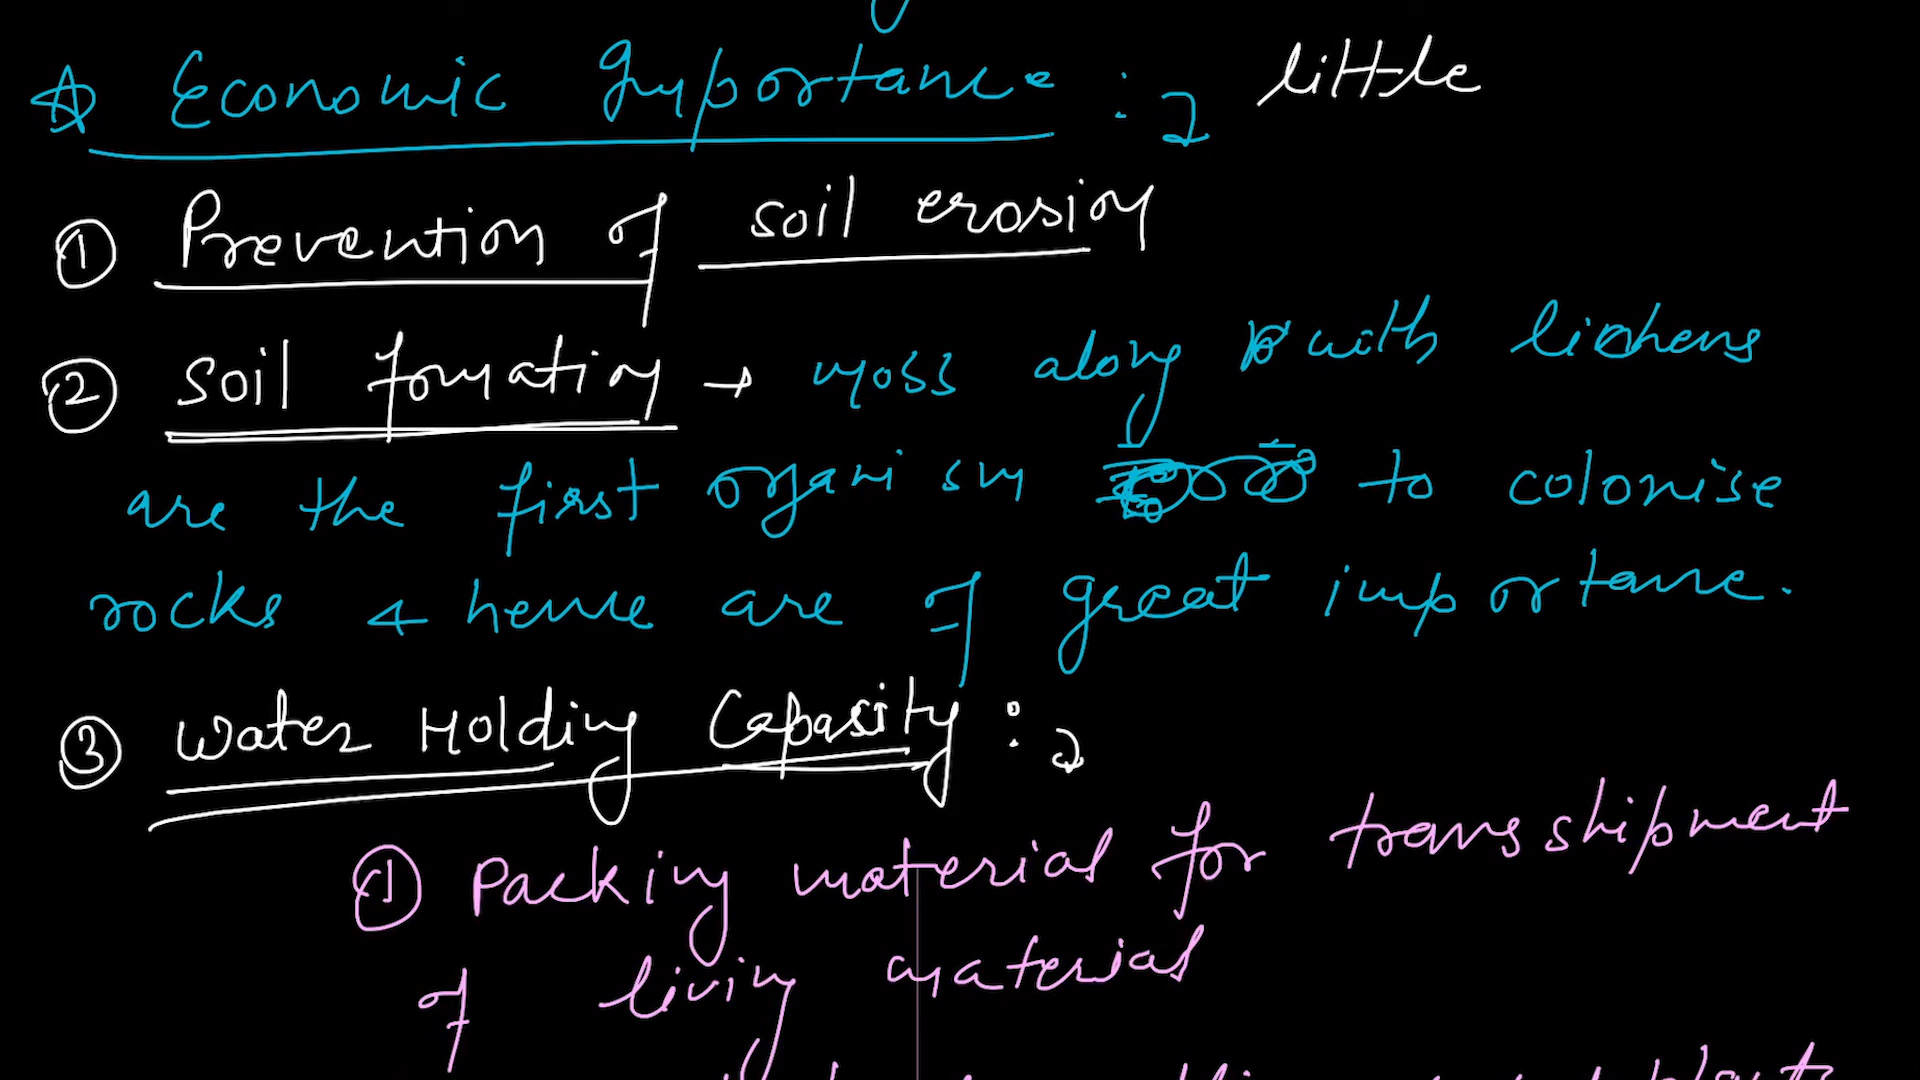 ☆ Economic Importance :→ little
① Prevention of soil erosion
② soil formation → moss along with lichens
are the first organism to colonise
rocks & hence are of great importance.
③ Water Holding Capasity :→
① Packing material for transshipment
of living material